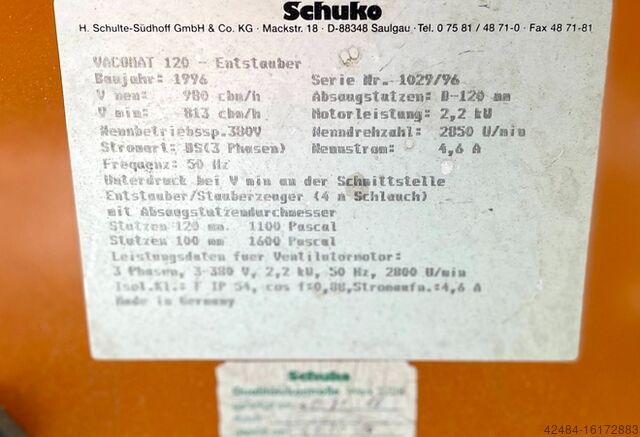 Schuko
H. Schulte-Südhoff GmbH & Co. KG · Mackstr. 18 · D-88348 Saulgau · Tel. 0 75 81 / 48 71-0 · Fax 48 71-81
VACOMAT 120 - Entstauber
Baujahr: 1996 Serie Nr. 1029/96
V nen: 980 cbm/h Absaugstutzen: D-120 mm
V min: 813 cbm/h Motorleistung: 2,2 kW
Nennbetriebssp.380V Nenndrehzahl: 2850 U/min
Stromart: DS(3 Phasen) Nennstrom: 4,6 A
Frequenz: 50 Hz
Unterdruck bei V min an der Schnittstelle
Entstauber/Stauberzeuger (4 m Schlauch)
mit Absaugstutzendurchmesser
Stutzen 120 mm. 1100 Pascal
Stutzen 100 mm 1600 Pascal
Leistungsdaten fuer Ventilatormotor:
3 Phasen, 3-380 V, 2,2 kW, 50 Hz, 2800 U/min
Isol.Kl.: F IP 54, cos f=0,88,Stromaufn.:4,6 A
Made in Germany
Schuko
42484-16172883